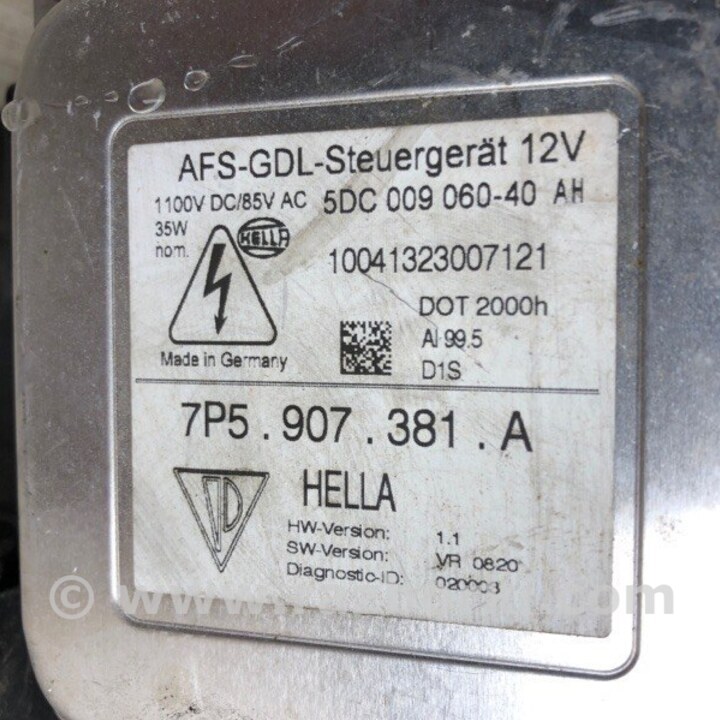 AFS-GDL-Steuergerät 12V
1100V DC/85V AC 5DC 009 060-40 AH
35W
nom.
HELLA
10041323007121
DOT 2000h
Al 99.5
Made in Germany
D1S
7P5.907.381.A
HELLA
HW-Version: 1.1
SW-Version: VR 0820
Diagnostic-ID: 020003